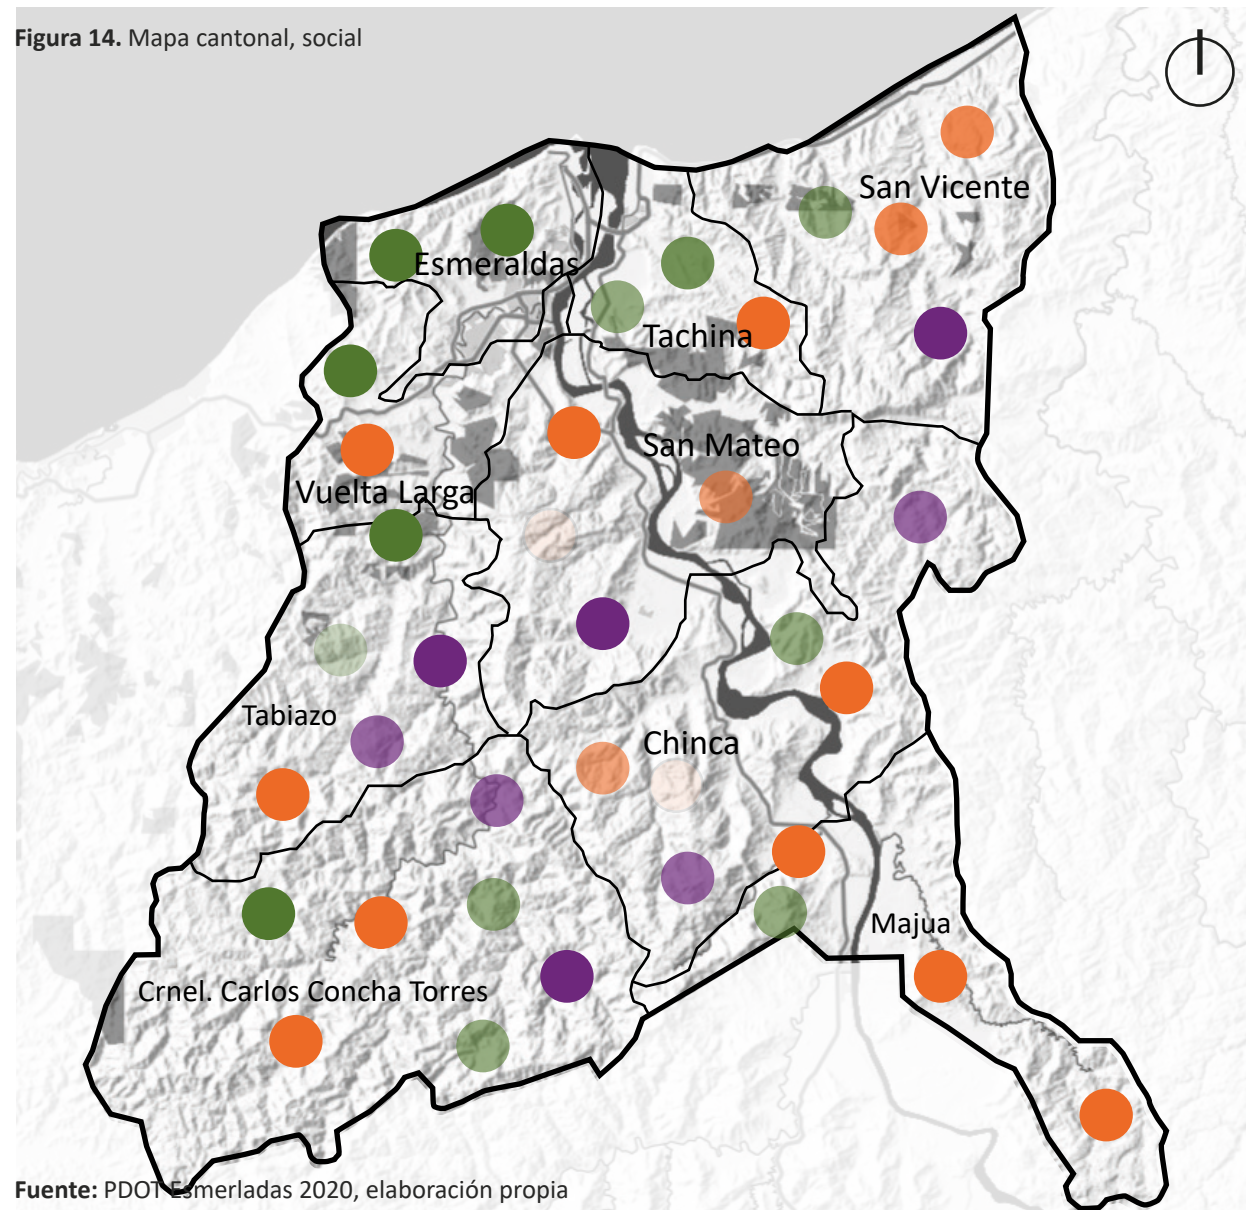 Figura 14. Mapa cantonal, social
San Vicente
Esmeraldas
Tachina
San Mateo
Vuelta Larga
Tabiazo
Chinca
Majua
Crnel. Carlos Concha Torres
Fuente: PDOT Esmerladas 2020, elaboración propia